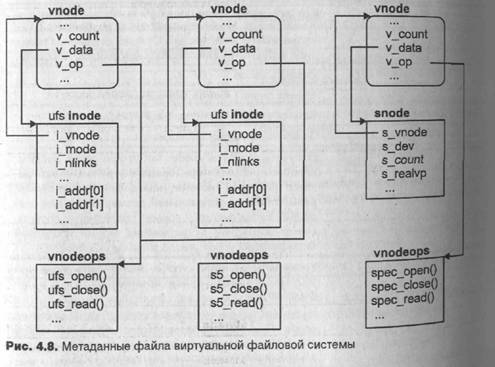 vnode
...
v_count
v_data
v_op
...
vnode
...
v_count
v_data
v_op
...
vnode
...
v_count
v_data
v_op
...
ufs inode
i_vnode
i_mode
i_nlinks
...
i_addr[0]
i_addr[1]
...
ufs inode
i_vnode
i_mode
i_nlinks
...
i_addr[0]
i_addr[1]
...
snode
s_vnode
s_dev
s_count
s_realvp
...
vnodeops
ufs_open()
ufs_close()
ufs_read()
...
vnodeops
s5_open()
s5_close()
s5_read()
...
vnodeops
spec_open()
spec_close()
spec_read()
...
Рис. 4.8. Метаданные файла виртуальной файловой системы